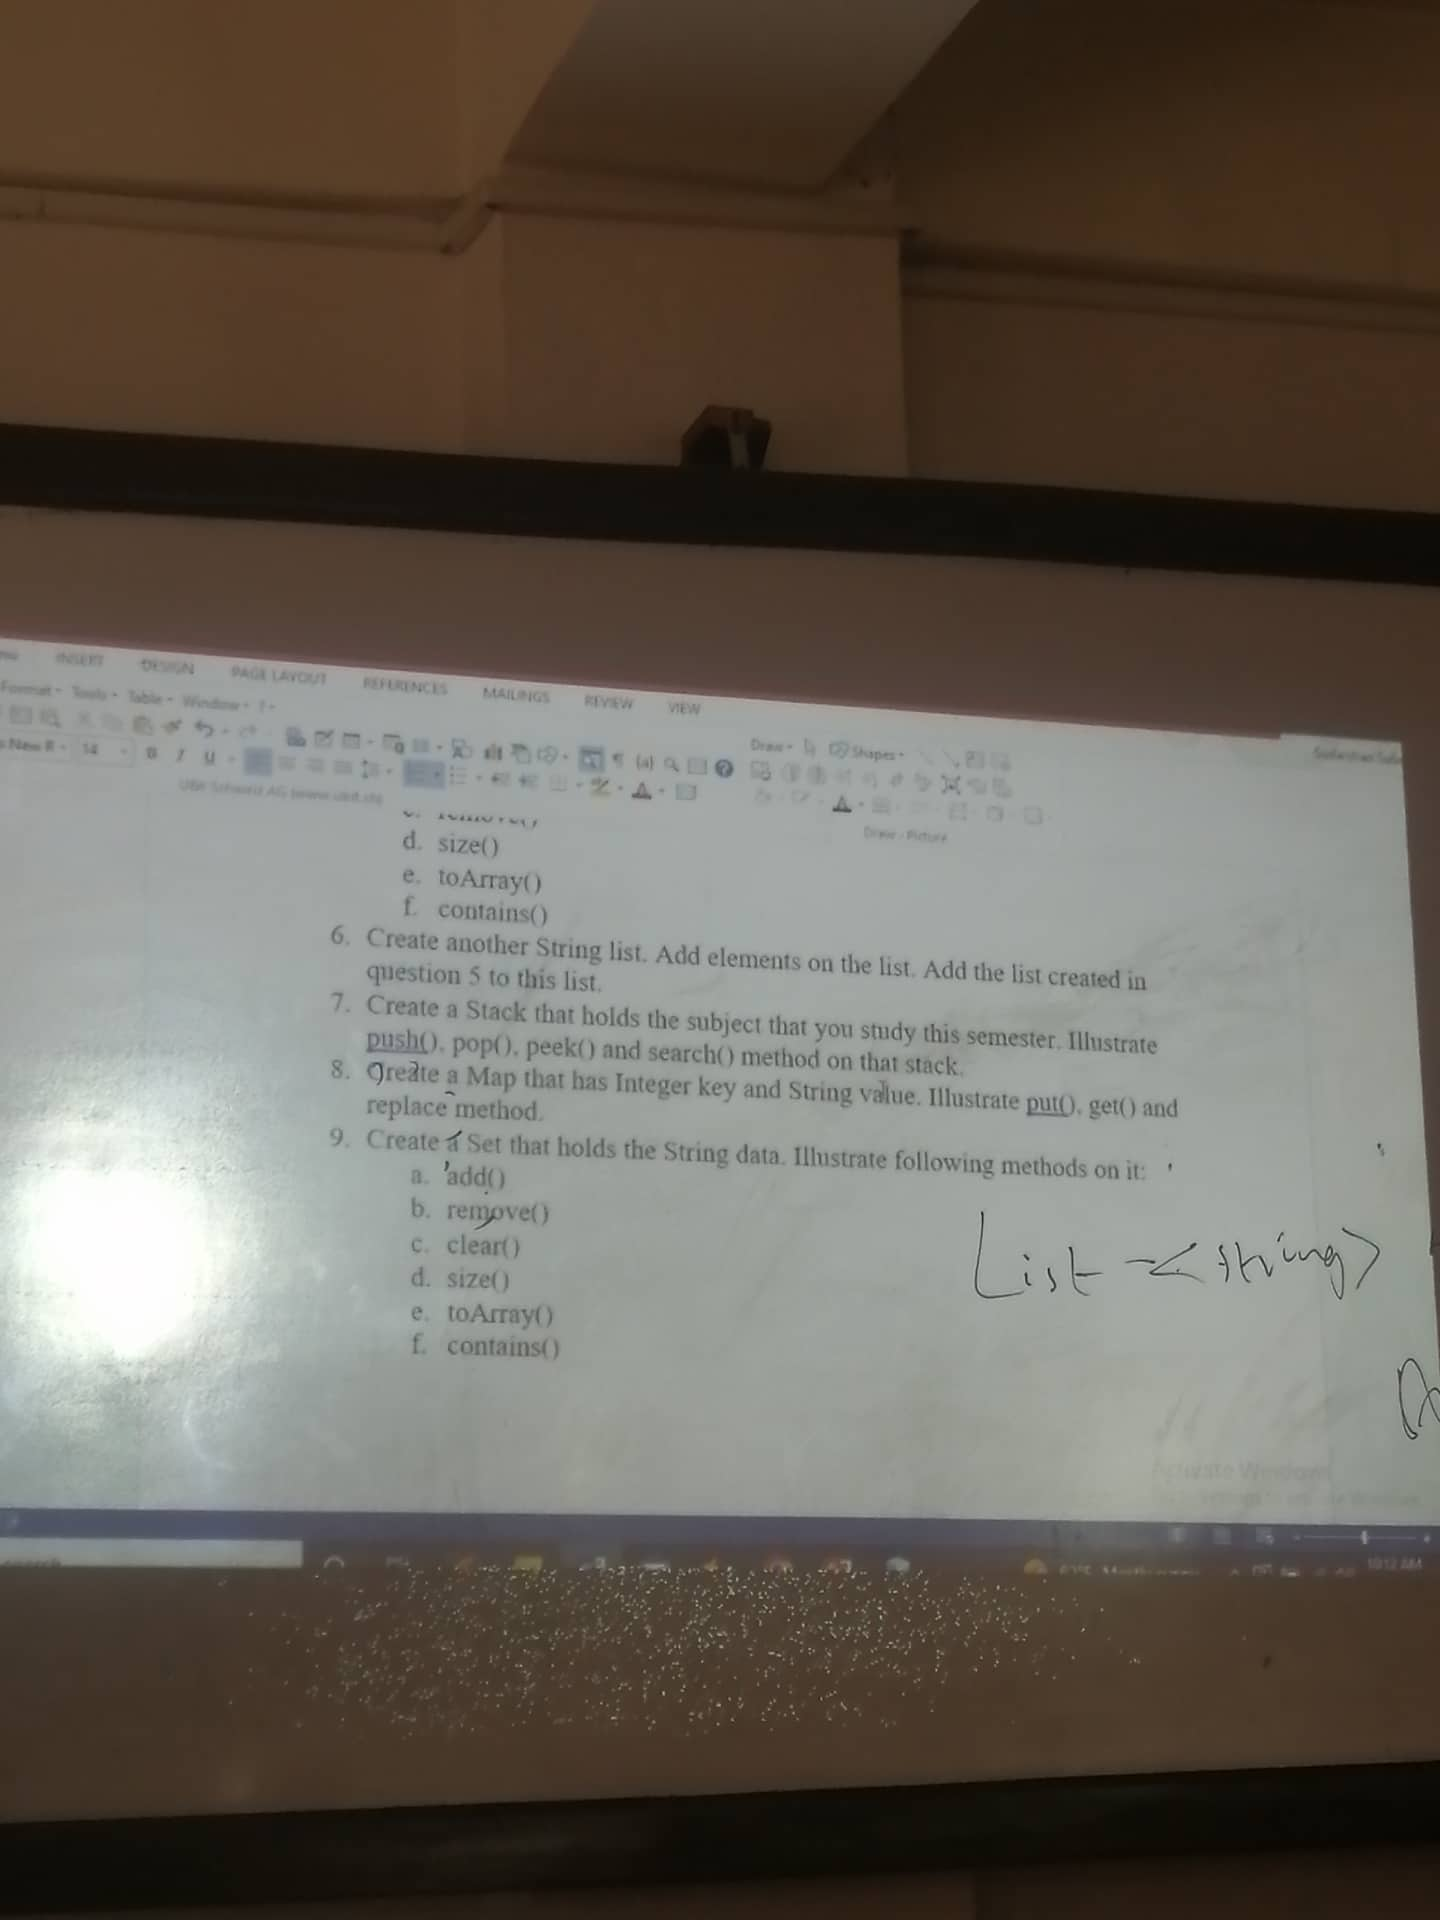 INSERT DESIGN PAGE LAYOUT REFERENCES MAILINGS REVIEW VIEW
Format Tools Table Window
Draw Shapes
New R 14 B I U
Draw - Picture
d. size()
e. toArray()
f. contains()
6. Create another String list. Add elements on the list. Add the list created in
question 5 to this list.
7. Create a Stack that holds the subject that you study this semester. Illustrate
push(), pop(), peek() and search() method on that stack.
8. Create a Map that has Integer key and String value. Illustrate put(), get() and
replace method.
9. Create a Set that holds the String data. Illustrate following methods on it:
a. add()
b. remove()
c. clear()
d. size()
e. toArray()
f. contains()
List <string>
Activate Windows
10:12 AM